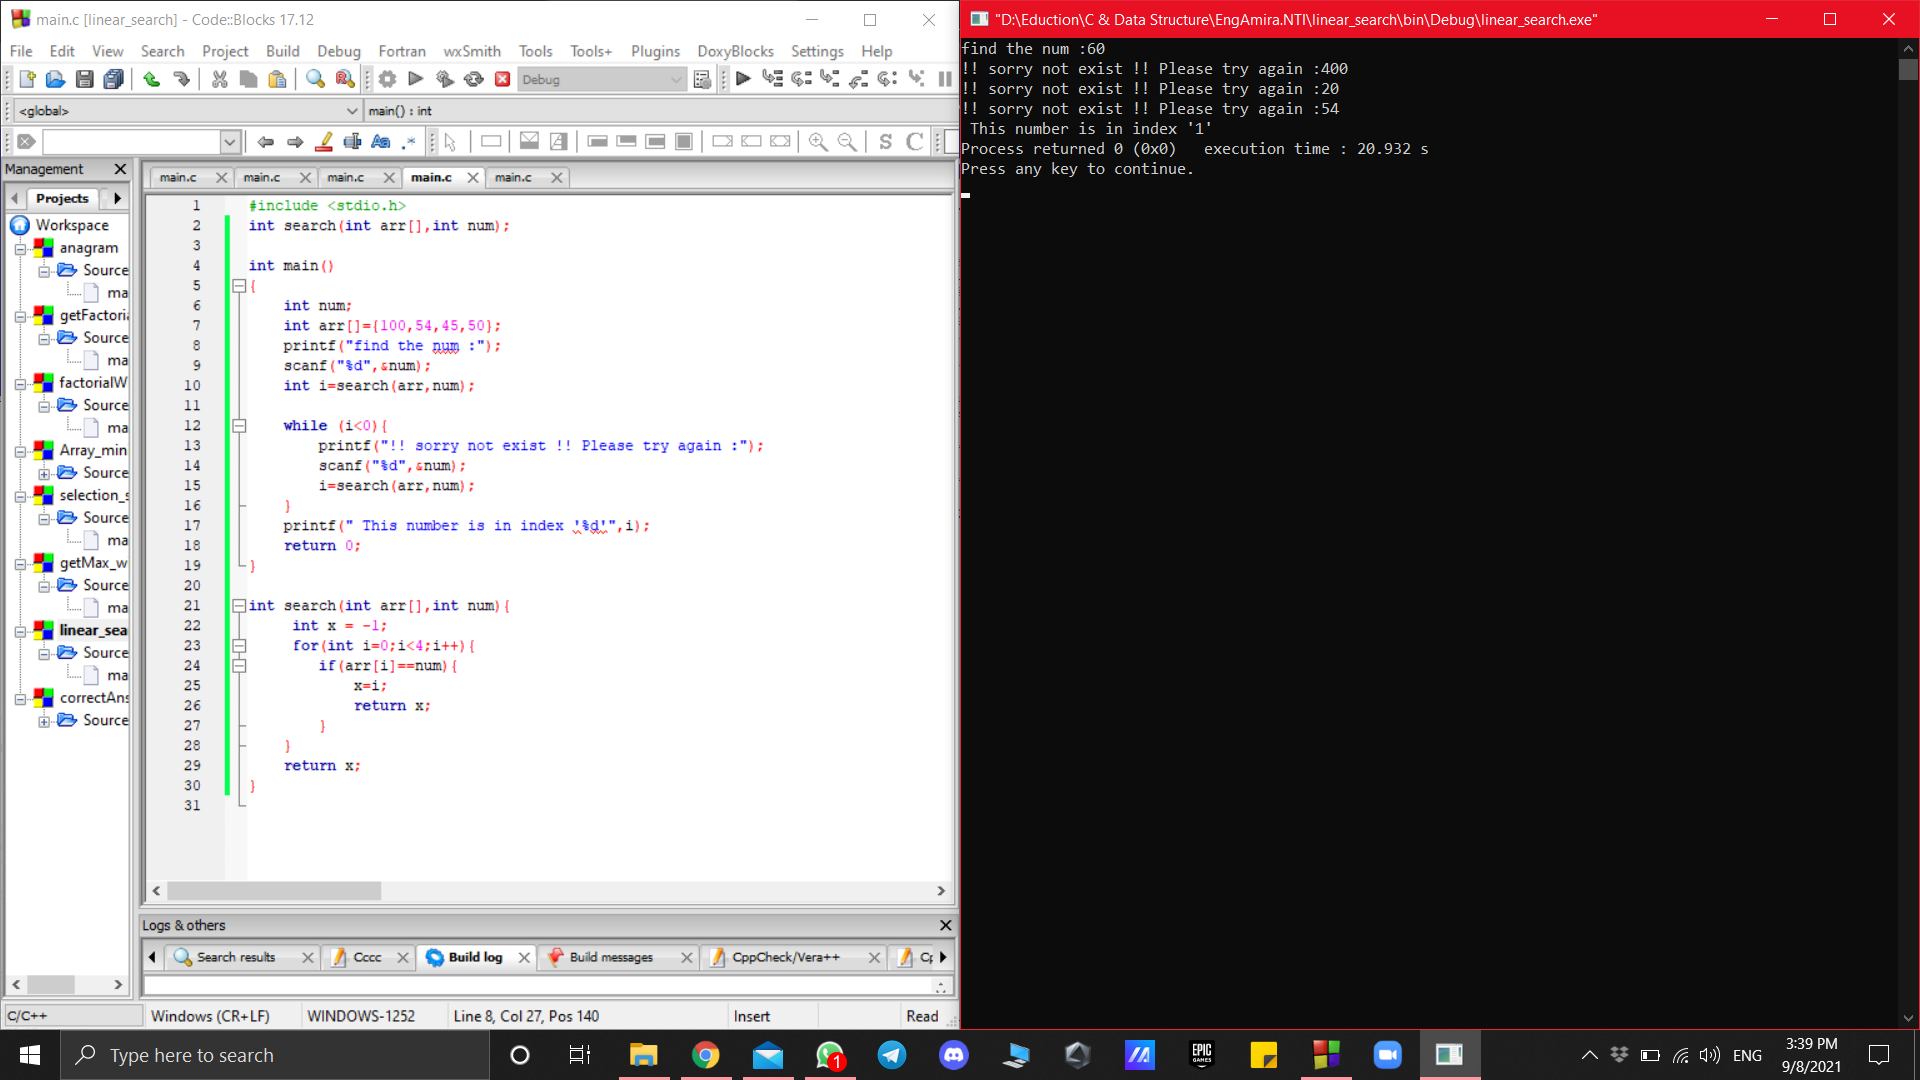 main.c [linear_search] - Code::Blocks 17.12
File Edit View Search Project Build Debug Fortran wxSmith Tools Tools+ Plugins DoxyBlocks Settings Help
Debug
<global> main() : int
S C
Management
Projects
Workspace
anagram
Source
ma
getFactoria
Source
ma
factorialW
Source
ma
Array_min
Source
selection_s
Source
ma
getMax_w
Source
ma
linear_sea
Source
ma
correctAns
Source
main.c main.c main.c main.c main.c
1 #include <stdio.h>
2 int search(int arr[],int num);
3
4 int main()
5 {
6 int num;
7 int arr[]={100,54,45,50};
8 printf("find the num :");
9 scanf("%d",&num);
10 int i=search(arr,num);
11
12 while (i<0){
13 printf("!! sorry not exist !! Please try again :");
14 scanf("%d",&num);
15 i=search(arr,num);
16 }
17 printf(" This number is in index '%d'",i);
18 return 0;
19 }
20
21 int search(int arr[],int num){
22 int x = -1;
23 for(int i=0;i<4;i++){
24 if(arr[i]==num){
25 x=i;
26 return x;
27 }
28 }
29 return x;
30 }
31
Logs & others
Search results Cccc Build log Build messages CppCheck/Vera++
C/C++ Windows (CR+LF) WINDOWS-1252 Line 8, Col 27, Pos 140 Insert Read
"D:\Eduction\C & Data Structure\EngAmira.NTI\linear_search\bin\Debug\linear_search.exe"
find the num :60
!! sorry not exist !! Please try again :400
!! sorry not exist !! Please try again :20
!! sorry not exist !! Please try again :54
This number is in index '1'
Process returned 0 (0x0) execution time : 20.932 s
Press any key to continue.
Type here to search
1
EPIC GAMES
ENG
3:39 PM
9/8/2021